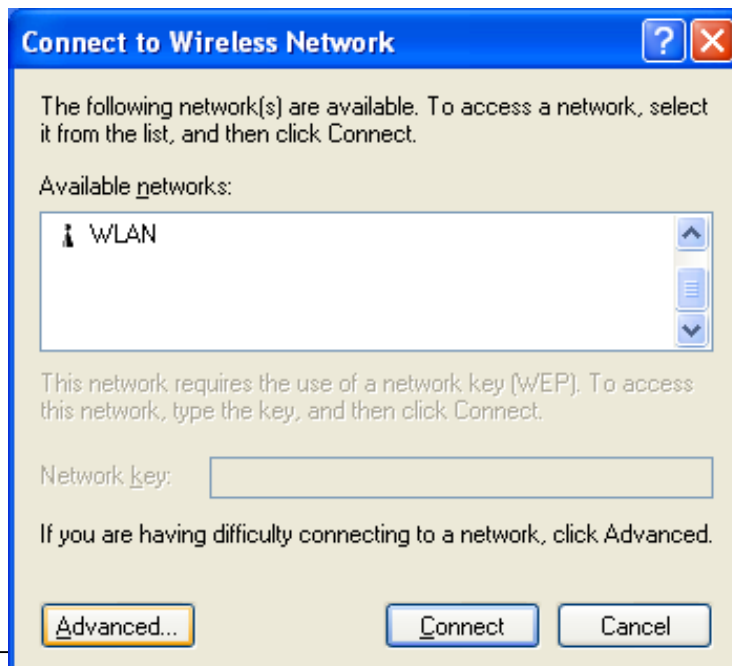 Connect to Wireless Network
The following network(s) are available. To access a network, select
it from the list, and then click Connect.
Available networks:
WLAN
This network requires the use of a network key (WEP). To access
this network, type the key, and then click Connect.
Network key:
If you are having difficulty connecting to a network, click Advanced.
Advanced... Connect Cancel